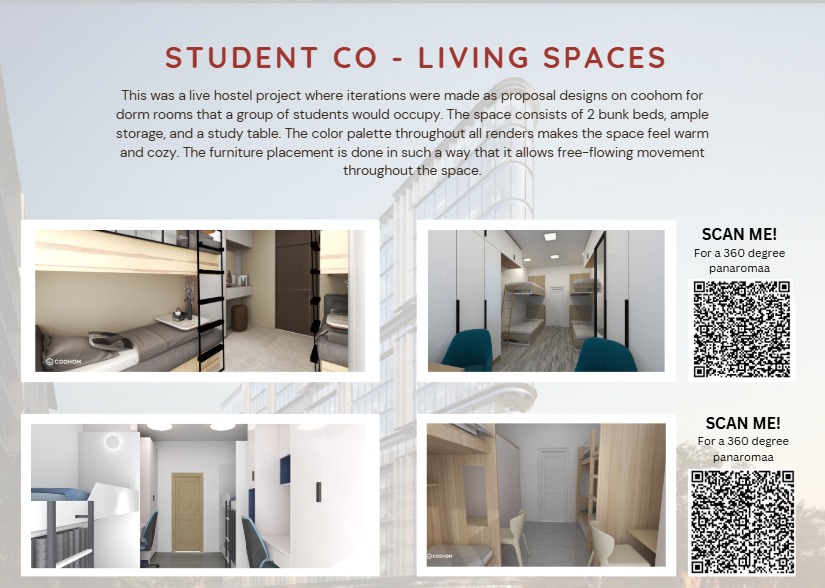 STUDENT CO - LIVING SPACES
This was a live hostel project where iterations were made as proposal designs on coohom for
dorm rooms that a group of students would occupy. The space consists of 2 bunk beds, ample
storage, and a study table. The color palette throughout all renders makes the space feel warm
and cozy. The furniture placement is done in such a way that it allows free-flowing movement
throughout the space.
SCAN ME!
For a 360 degree
panaromaa
COOHOM
SCAN ME!
For a 360 degree
panaromaa
COOHOM